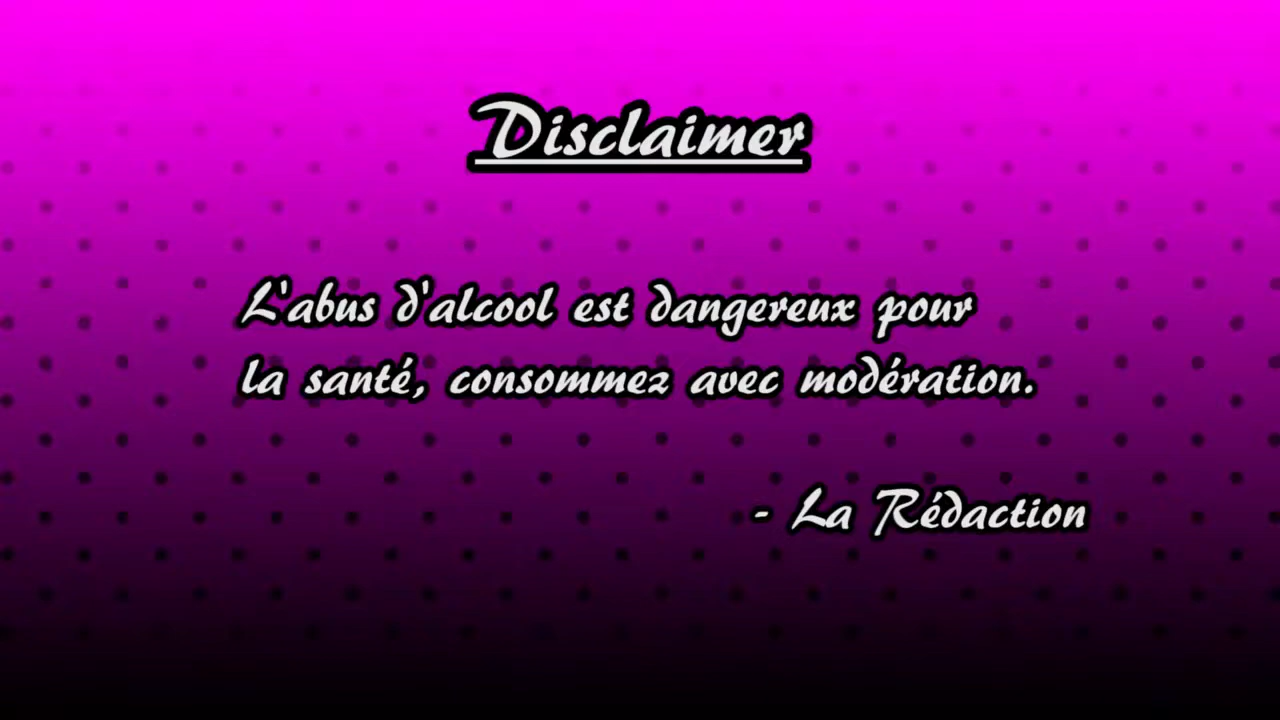 Disclaimer
L'abus d'alcool est dangereux pour
la santé, consommez avec modération.
- La Rédaction